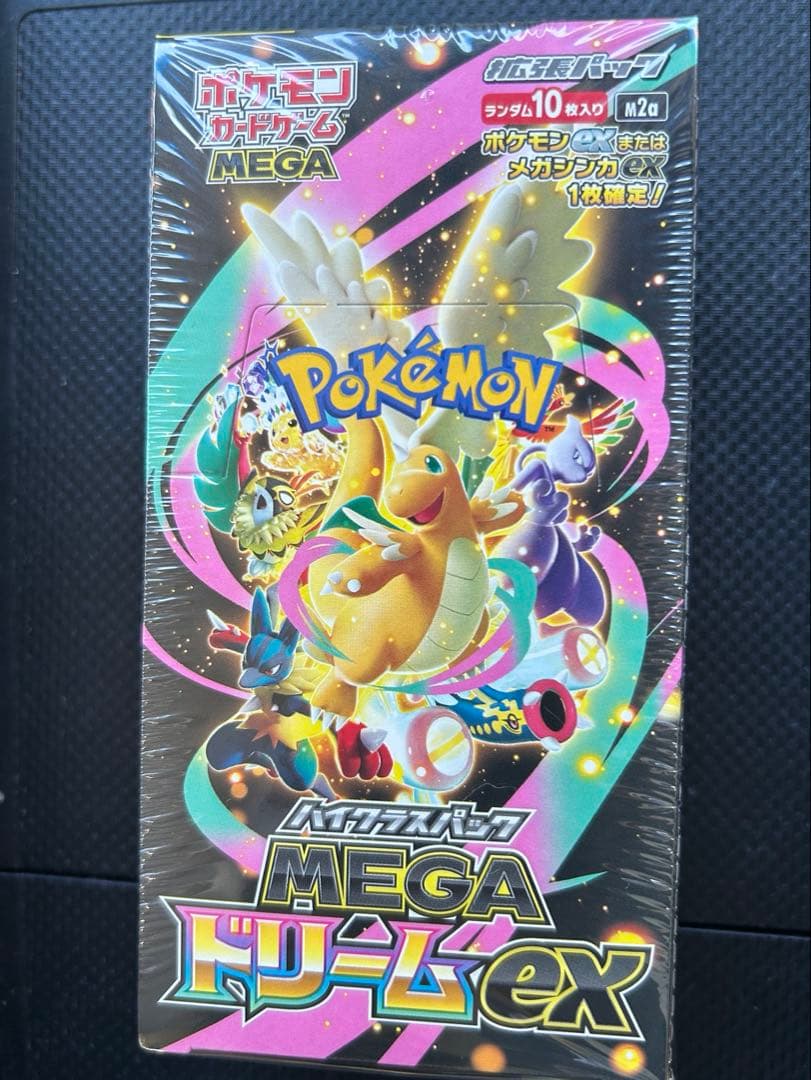 ポケモン
カードゲーム
MEGA
拡張パック
ランダム10枚入り M2a
ポケモンexまたは
メガシンカex
1枚確定!
POKéMON
ハイクラスパック
MEGA
ドリームex